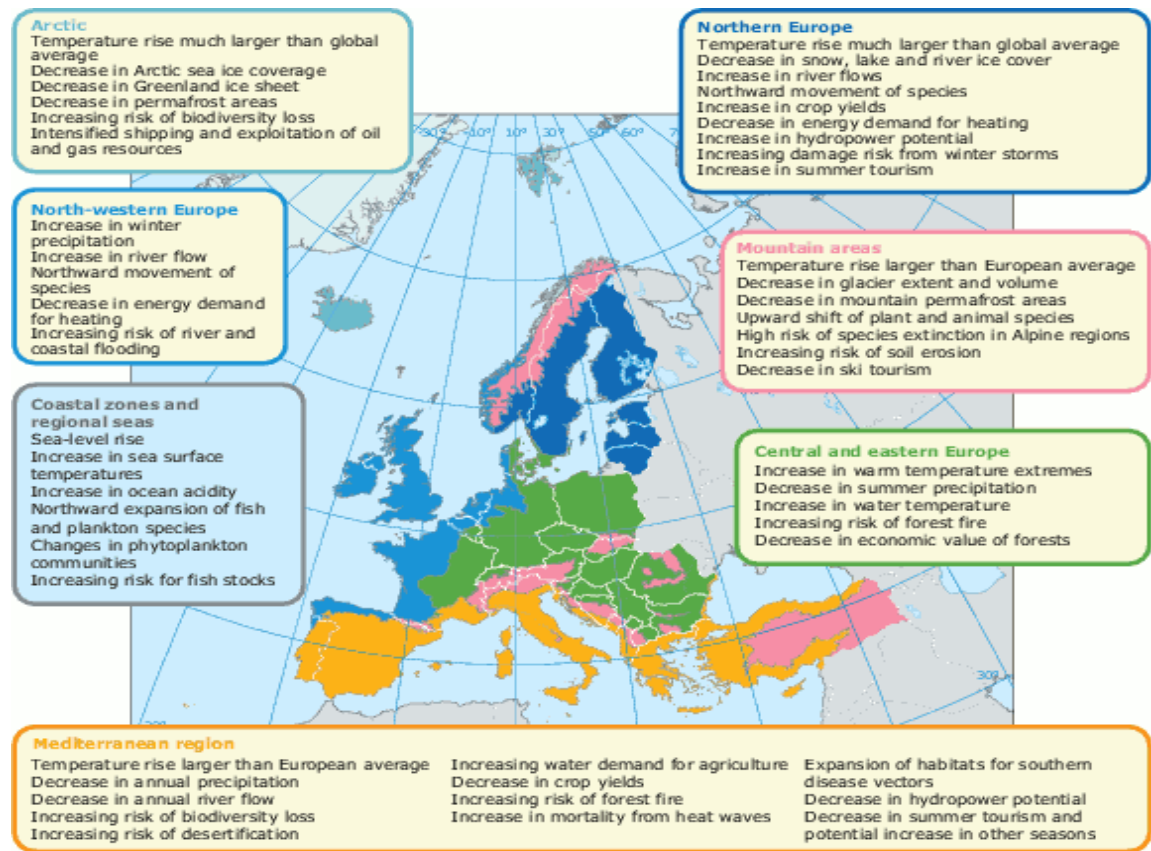 Arctic
Temperature rise much larger than global
average
Decrease in Arctic sea ice coverage
Decrease in Greenland ice sheet
Decrease in permafrost areas
Increasing risk of biodiversity loss
Intensified shipping and exploitation of oil
and gas resources
Northern Europe
Temperature rise much larger than global average
Decrease in snow, lake and river ice cover
Increase in river flows
Northward movement of species
Increase in crop yields
Decrease in energy demand for heating
Increase in hydropower potential
Increasing damage risk from winter storms
Increase in summer tourism
-10° 10° 30° 50° 60°
North-western Europe
Increase in winter
precipitation
Increase in river flow
Northward movement of
species
Decrease in energy demand
for heating
Increasing risk of river and
coastal flooding
Mountain areas
Temperature rise larger than European average
Decrease in glacier extent and volume
Decrease in mountain permafrost areas
Upward shift of plant and animal species
High risk of species extinction in Alpine regions
Increasing risk of soil erosion
Decrease in ski tourism
Coastal zones and
regional seas
Sea-level rise
Increase in sea surface
temperatures
Increase in ocean acidity
Northward expansion of fish
and plankton species
Changes in phytoplankton
communities
Increasing risk for fish stocks
Central and eastern Europe
Increase in warm temperature extremes
Decrease in summer precipitation
Increase in water temperature
Increasing risk of forest fire
Decrease in economic value of forests
30°
Mediterranean region
Temperature rise larger than European average
Decrease in annual precipitation
Decrease in annual river flow
Increasing risk of biodiversity loss
Increasing risk of desertification
Increasing water demand for agriculture
Decrease in crop yields
Increasing risk of forest fire
Increase in mortality from heat waves
Expansion of habitats for southern
disease vectors
Decrease in hydropower potential
Decrease in summer tourism and
potential increase in other seasons